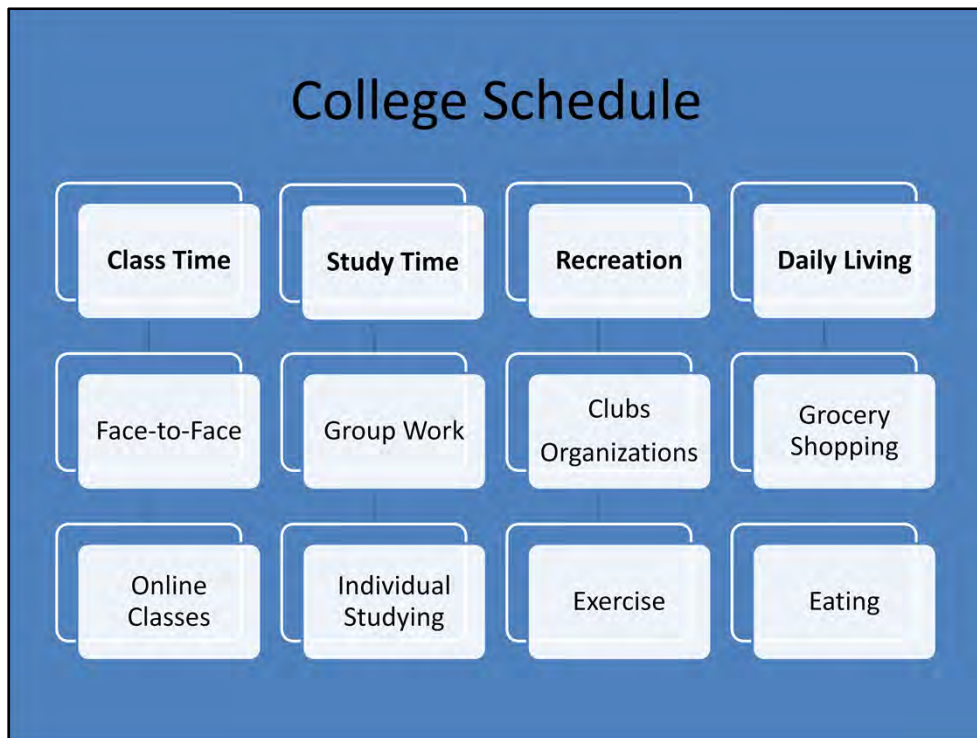 College Schedule
Class Time
Study Time
Recreation
Daily Living
Face-to-Face
Group Work
Clubs
Organizations
Grocery
Shopping
Online
Classes
Individual
Studying
Exercise
Eating